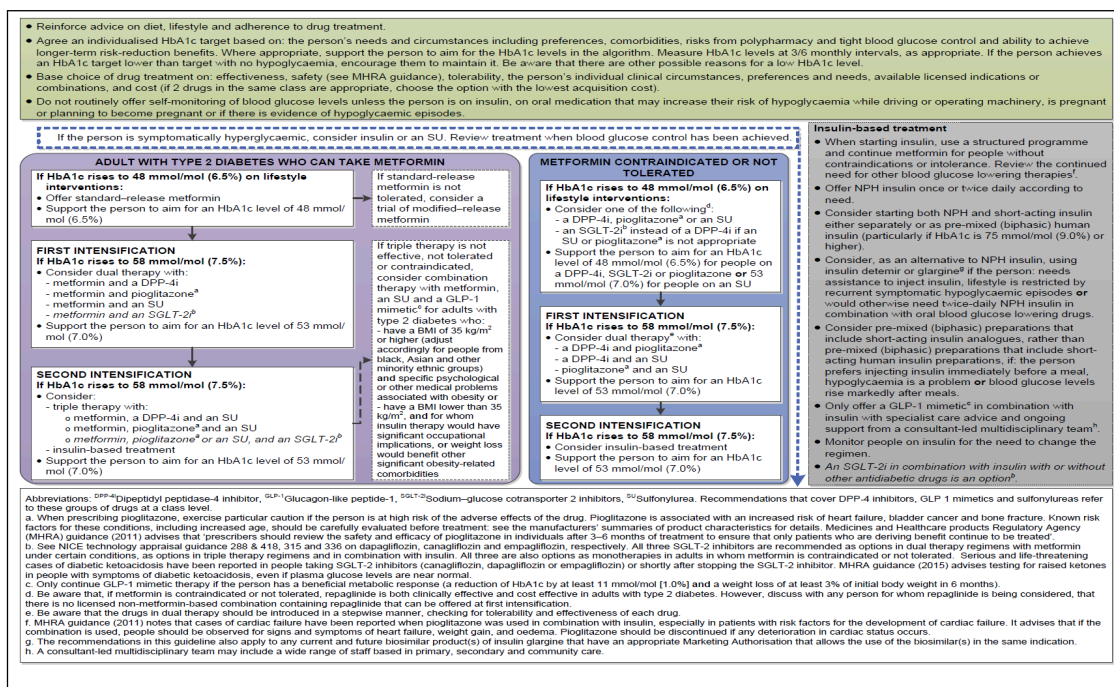 • Reinforce advice on diet, lifestyle and adherence to drug treatment.
• Agree an individualised HbA1c target based on: the person's needs and circumstances including preferences, comorbidities, risks from polypharmacy and tight blood glucose control and ability to achieve
longer-term risk-reduction benefits. Where appropriate, support the person to aim for the HbA1c levels in the algorithm. Measure HbA1c levels at 3/6 monthly intervals, as appropriate. If the person achieves
an HbA1c target lower than target with no hypoglycaemia, encourage them to maintain it. Be aware that there are other possible reasons for a low HbA1c level.
• Base choice of drug treatment on: effectiveness, safety (see MHRA guidance), tolerability, the person's individual clinical circumstances, preferences and needs, available licensed indications or
combinations, and cost (if 2 drugs in the same class are appropriate, choose the option with the lowest acquisition cost).
• Do not routinely offer self-monitoring of blood glucose levels unless the person is on insulin, on oral medication that may increase their risk of hypoglycaemia while driving or operating machinery, is pregnant
or planning to become pregnant or if there is evidence of hypoglycaemic episodes.
If the person is symptomatically hyperglycaemic, consider insulin or an SU. Review treatment when blood glucose control has been achieved.
ADULT WITH TYPE 2 DIABETES WHO CAN TAKE METFORMIN
If HbA1c rises to 48 mmol/mol (6.5%) on lifestyle
interventions:
• Offer standard–release metformin
• Support the person to aim for an HbA1c level of 48 mmol/
mol (6.5%)
If standard-release
metformin is not
tolerated, consider a
trial of modified–release
metformin
FIRST INTENSIFICATION
If HbA1c rises to 58 mmol/mol (7.5%):
• Consider dual therapy with:
- metformin and a DPP-4i
- metformin and pioglitazoneᵃ
- metformin and an SU
- metformin and an SGLT-2iᵇ
• Support the person to aim for an HbA1c level of 53 mmol/mol
(7.0%)
If triple therapy is not
effective, not tolerated
or contraindicated,
consider combination
therapy with metformin,
an SU and a GLP-1
mimeticᶜ for adults with
type 2 diabetes who:
- have a BMI of 35 kg/m²
or higher (adjust
accordingly for people from
black, Asian and other
minority ethnic groups)
and specific psychological
or other medical problems
associated with obesity or
- have a BMI lower than 35
kg/m², and for whom
insulin therapy would have
significant occupational
implications, or weight loss
would benefit other
significant obesity-related
comorbidities
SECOND INTENSIFICATION
If HbA1c rises to 58 mmol/mol (7.5%):
• Consider:
- triple therapy with:
o metformin, a DPP-4i and an SU
o metformin, pioglitazoneᵃ and an SU
o metformin, pioglitazoneᵃ or an SU, and an SGLT-2iᵇ
- insulin-based treatment
• Support the person to aim for an HbA1c level of 53 mmol/mol
(7.0%)
METFORMIN CONTRAINDICATED OR NOT
TOLERATED
If HbA1c rises to 48 mmol/mol (6.5%) on
lifestyle interventions:
• Consider one of the followingᵈ:
- a DPP-4i, pioglitazoneᵃ or an SU
- an SGLT-2iᵇ instead of a DPP-4i if an
SU or pioglitazoneᵃ is not appropriate
• Support the person to aim for an HbA1c
level of 48 mmol/mol (6.5%) for people on
a DPP-4i, SGLT-2i or pioglitazone or 53
mmol/mol (7.0%) for people on an SU
FIRST INTENSIFICATION
If HbA1c rises to 58 mmol/mol (7.5%):
• Consider dual therapyᵉ with:
- a DPP-4i and pioglitazoneᵃ
- a DPP-4i and an SU
- pioglitazoneᵃ and an SU
• Support the person to aim for an HbA1c
level of 53 mmol/mol (7.0%)
SECOND INTENSIFICATION
If HbA1c rises to 58 mmol/mol (7.5%):
• Consider insulin-based treatment
• Support the person to aim for an HbA1c
level of 53 mmol/mol (7.0%)
Insulin-based treatment
• When starting insulin, use a structured programme
and continue metformin for people without
contraindications or intolerance. Review the continued
need for other blood glucose lowering therapiesᶠ.
• Offer NPH insulin once or twice daily according to
need.
• Consider starting both NPH and short-acting insulin
either separately or as pre-mixed (biphasic) human
insulin (particularly if HbA1c is 75 mmol/mol (9.0%) or
higher).
• Consider, as an alternative to NPH insulin, using
insulin detemir or glargineᵍ if the person: needs
assistance to inject insulin, lifestyle is restricted by
recurrent symptomatic hypoglycaemic episodes or
would otherwise need twice-daily NPH insulin in
combination with oral blood glucose lowering drugs.
• Consider pre-mixed (biphasic) preparations that
include short-acting insulin analogues, rather than
pre-mixed (biphasic) preparations that include short-
acting human insulin preparations, if: the person
prefers injecting insulin immediately before a meal,
hypoglycaemia is a problem or blood glucose levels
rise markedly after meals.
• Only offer a GLP-1 mimeticᶜ in combination with
insulin with specialist care advice and ongoing
support from a consultant-led multidisciplinary teamʰ.
• Monitor people on insulin for the need to change the
regimen.
• An SGLT-2i in combination with insulin with or without
other antidiabetic drugs is an optionᵇ.
Abbreviations: DPP-4iDipeptidyl peptidase-4 inhibitor, GLP-1Glucagon-like peptide-1, SGLT-2iSodium–glucose cotransporter 2 inhibitors, SUSulfonylurea. Recommendations that cover DPP-4 inhibitors, GLP 1 mimetics and sulfonylureas refer
to these groups of drugs at a class level.
a. When prescribing pioglitazone, exercise particular caution if the person is at high risk of the adverse effects of the drug. Pioglitazone is associated with an increased risk of heart failure, bladder cancer and bone fracture. Known risk
factors for these conditions, including increased age, should be carefully evaluated before treatment: see the manufacturers' summaries of product characteristics for details. Medicines and Healthcare products Regulatory Agency
(MHRA) guidance (2011) advises that 'prescribers should review the safety and efficacy of pioglitazone in individuals after 3–6 months of treatment to ensure that only patients who are deriving benefit continue to be treated'.
b. See NICE technology appraisal guidance 288 & 418, 315 and 336 on dapagliflozin, canagliflozin and empagliflozin, respectively. All three SGLT-2 inhibitors are recommended as options in dual therapy regimens with metformin
under certain conditions, as options in triple therapy regimens and in combination with insulin. All three are also options as monotherapies in adults in whom metformin is contraindicated or not tolerated. Serious and life-threatening
cases of diabetic ketoacidosis have been reported in people taking SGLT-2 inhibitors (canagliflozin, dapagliflozin or empagliflozin) or shortly after stopping the SGLT-2 inhibitor. MHRA guidance (2015) advises testing for raised ketones
in people with symptoms of diabetic ketoacidosis, even if plasma glucose levels are near normal.
c. Only continue GLP-1 mimetic therapy if the person has a beneficial metabolic response (a reduction of HbA1c by at least 11 mmol/mol [1.0%] and a weight loss of at least 3% of initial body weight in 6 months).
d. Be aware that, if metformin is contraindicated or not tolerated, repaglinide is both clinically effective and cost effective in adults with type 2 diabetes. However, discuss with any person for whom repaglinide is being considered, that
there is no licensed non-metformin-based combination containing repaglinide that can be offered at first intensification.
e. Be aware that the drugs in dual therapy should be introduced in a stepwise manner, checking for tolerability and effectiveness of each drug.
f. MHRA guidance (2011) notes that cases of cardiac failure have been reported when pioglitazone was used in combination with insulin, especially in patients with risk factors for the development of cardiac failure. It advises that if the
combination is used, people should be observed for signs and symptoms of heart failure, weight gain, and oedema. Pioglitazone should be discontinued if any deterioration in cardiac status occurs.
g. The recommendations in this guideline also apply to any current and future biosimilar product(s) of insulin glargine that have an appropriate Marketing Authorisation that allows the use of the biosimilar(s) in the same indication.
h. A consultant-led multidisciplinary team may include a wide range of staff based in primary, secondary and community care.